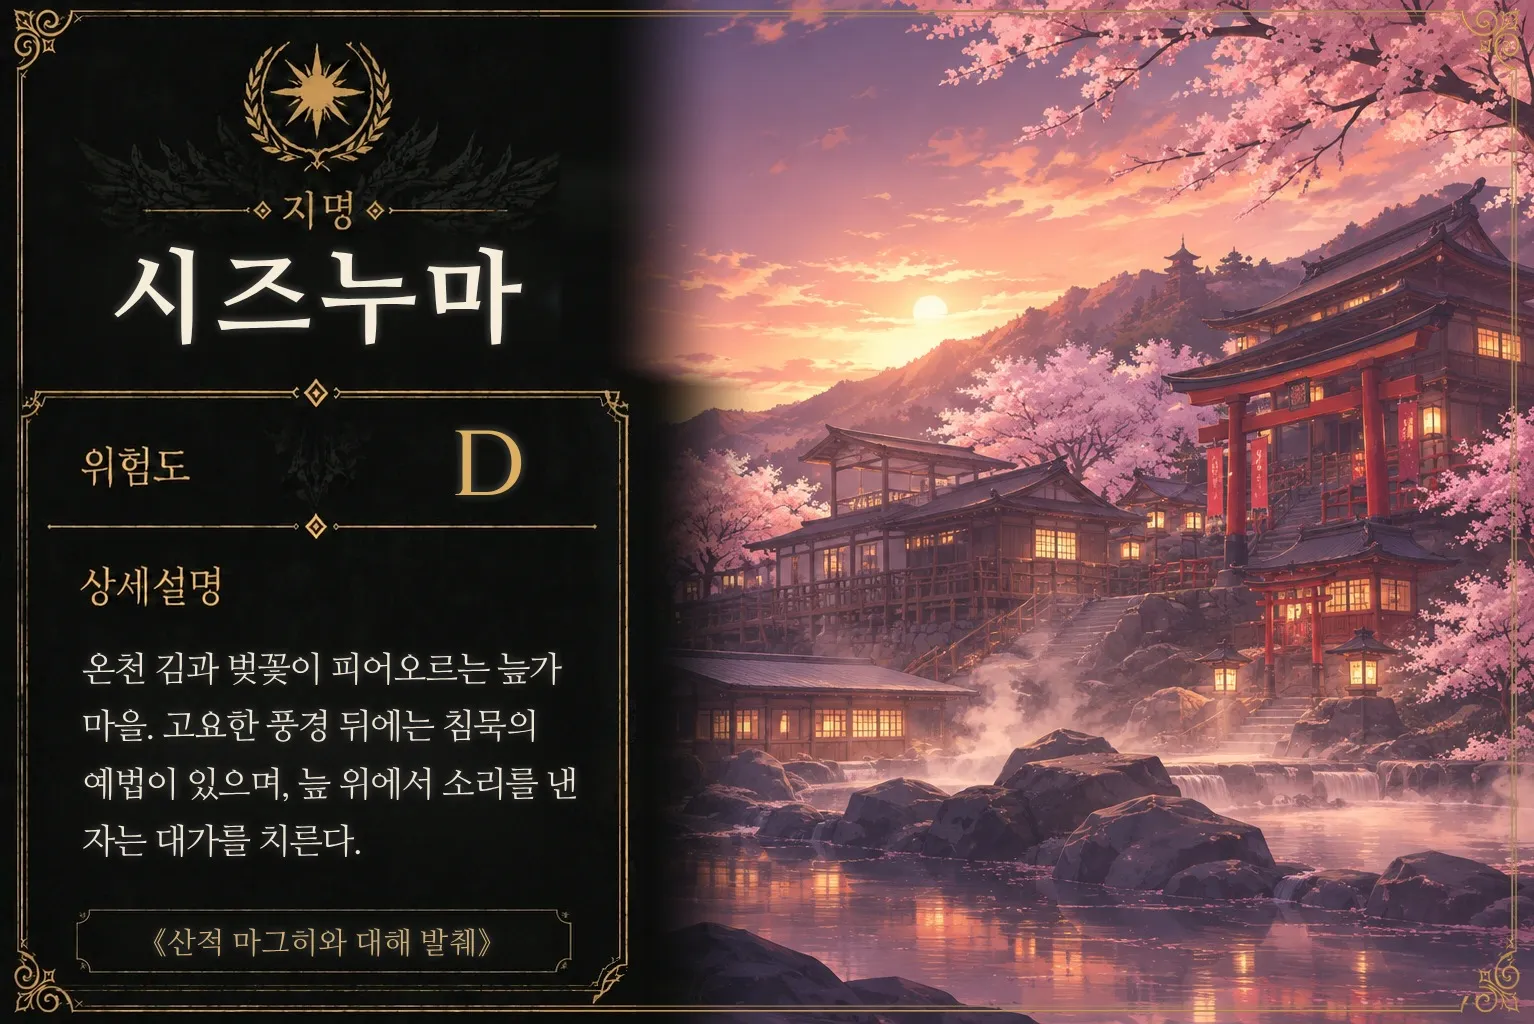 지명
시즈누마
위험도
D
상세설명
온천 김과 벚꽃이 피어오르는 늪가
마을. 고요한 풍경 뒤에는 침묵의
예법이 있으며, 늪 위에서 소리를 낸
자는 대가를 치른다.
《산적 마그히와 대해 발췌》